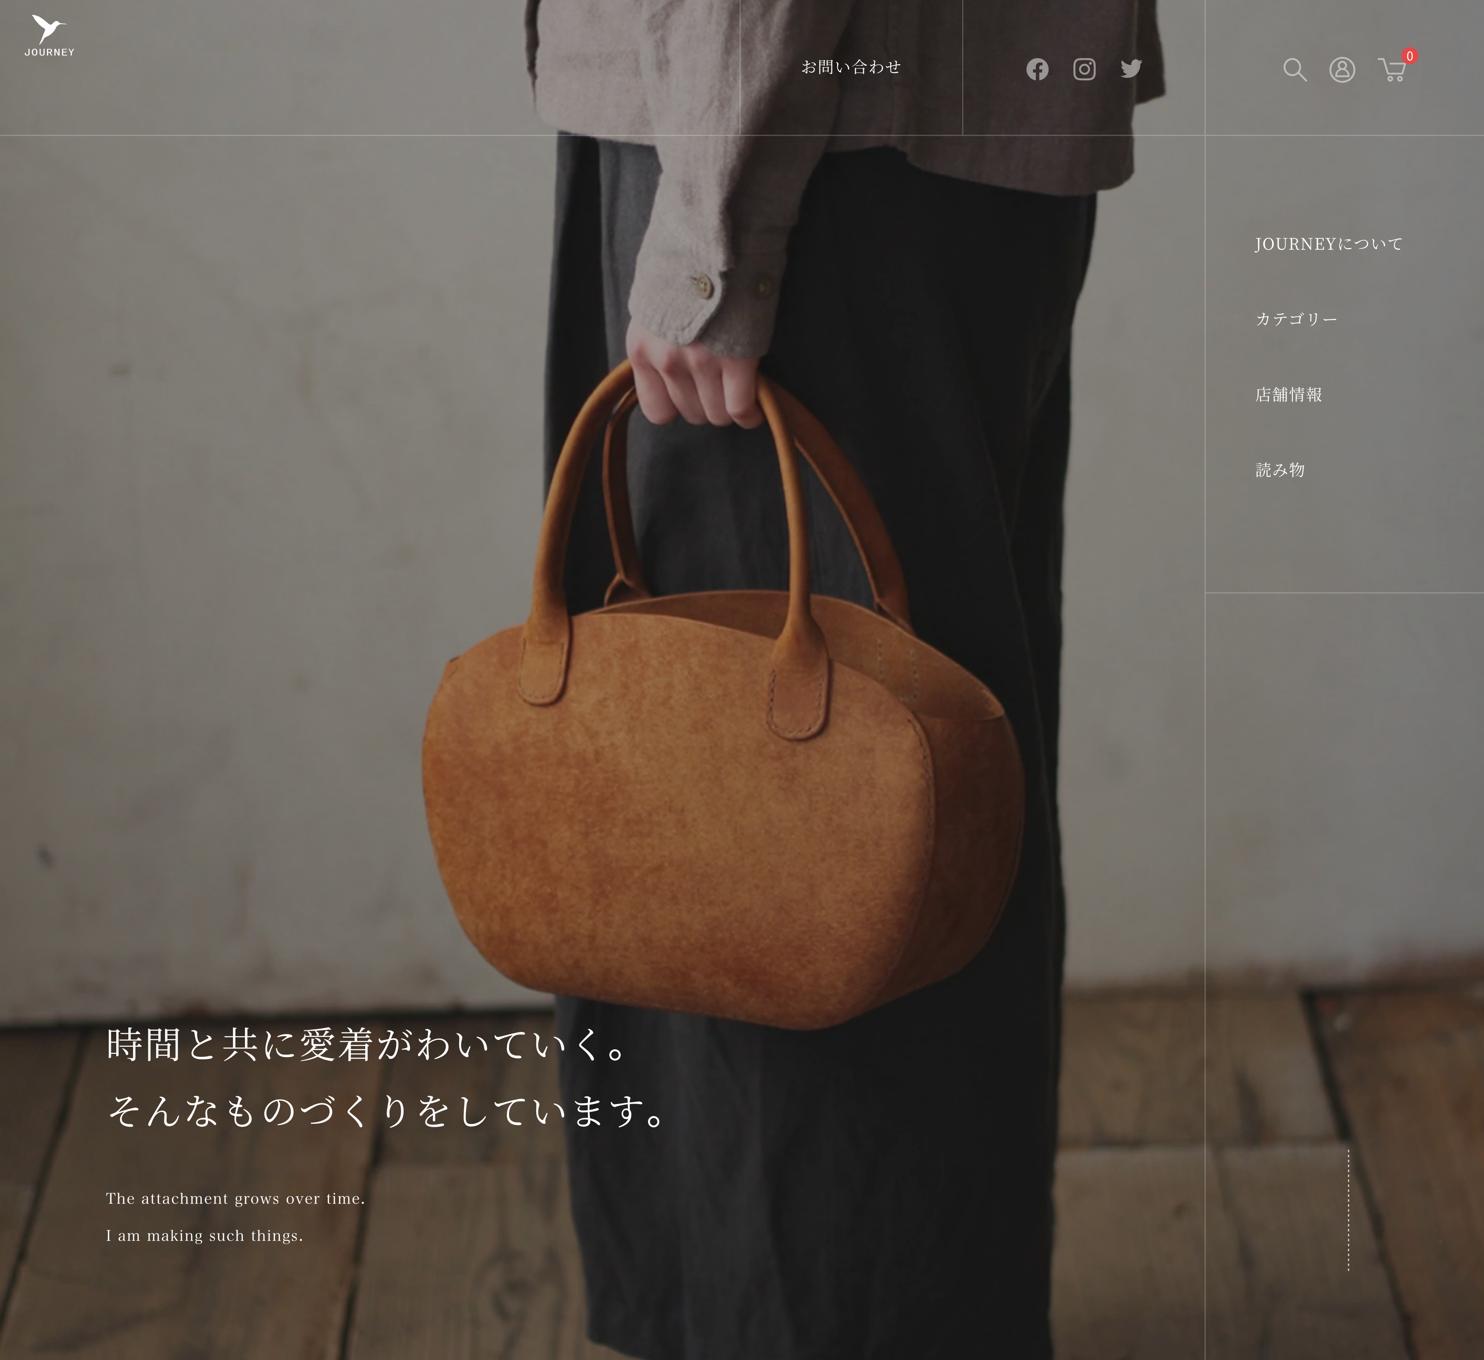 JOURNEY
お問い合わせ
0
JOURNEYについて
カテゴリー
店舗情報
読み物
時間と共に愛着がわいていく。
そんなものづくりをしています。
The attachment grows over time.
I am making such things.